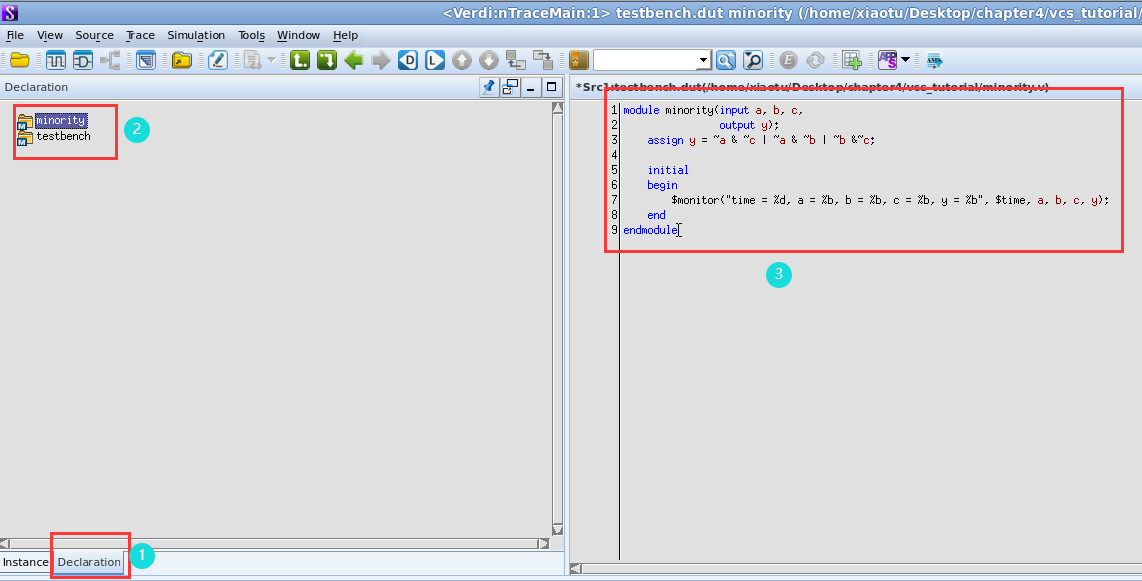 <Verdi:nTraceMain:1> testbench.dut minority (/home/xiaotu/Desktop/chapter4/vcs_tutorial/
File View Source Trace Simulation Tools Window Help
Declaration
*Src1:testbench.dut(/home/xiaotu/Desktop/chapter4/vcs_tutorial/minority.v)
minority
testbench
2
1 module minority(input a, b, c,
2 output y);
3 assign y = ~a & ~c | ~a & ~b | ~b &~c;
4
5 initial
6 begin
7 $monitor("time = %d, a = %b, b = %b, c = %b, y = %b", $time, a, b, c, y);
8 end
9 endmodule
3
Instance Declaration
1